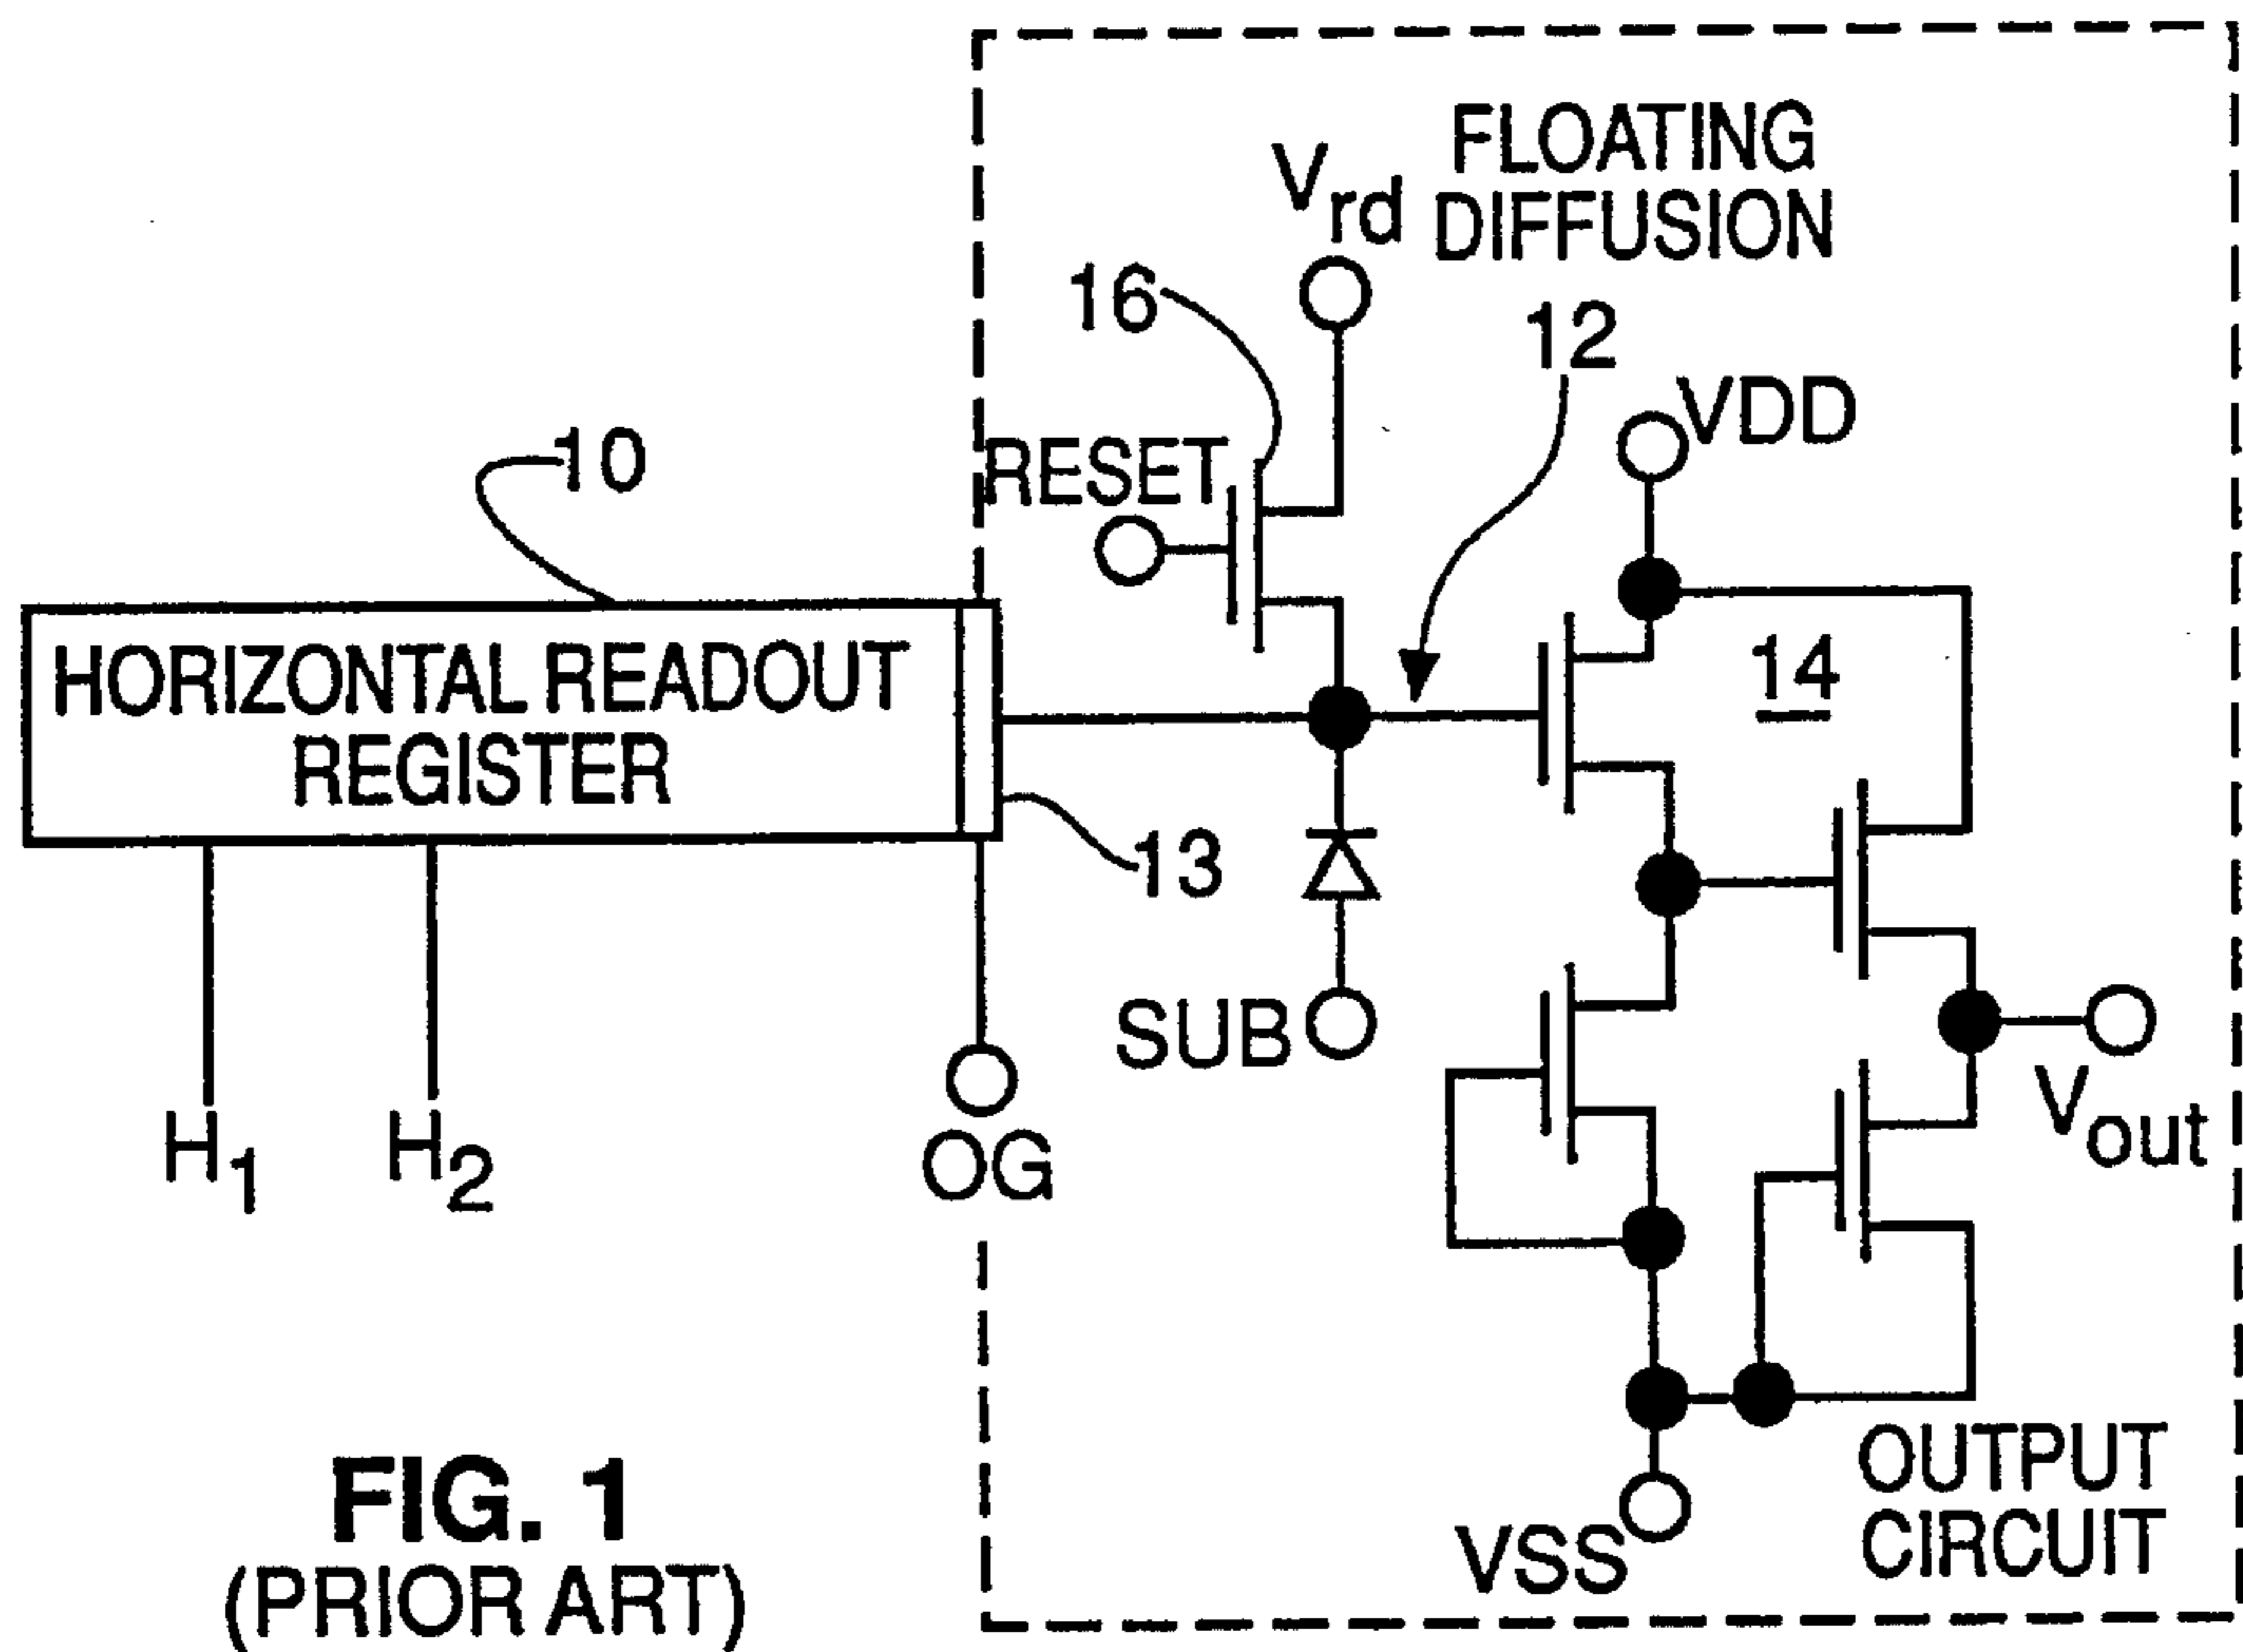 FLOATING
DIFFUSION
Vrd
16
12
VDD
10
RESET
HORIZONTAL READOUT
REGISTER
14
13
SUB
H1
H2
OG
Vout
VSS
OUTPUT
CIRCUIT
FIG. 1
(PRIOR ART)